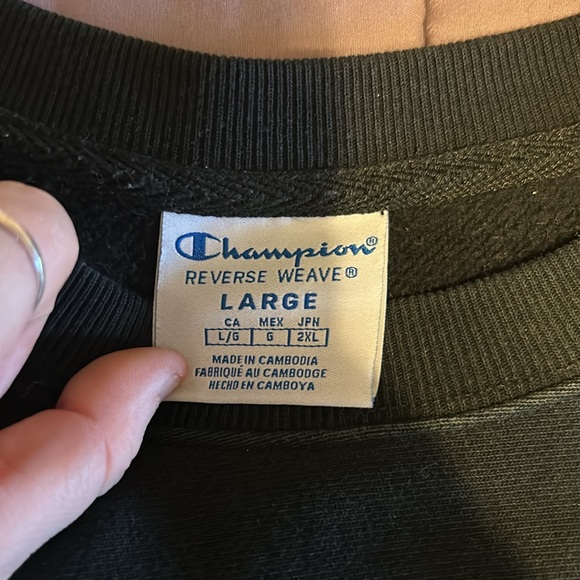 Champion®
REVERSE WEAVE®
LARGE
CA MEX JPN
L/G G 2XL
MADE IN CAMBODIA
FABRIQUÉ AU CAMBODGE
HECHO EN CAMBOYA